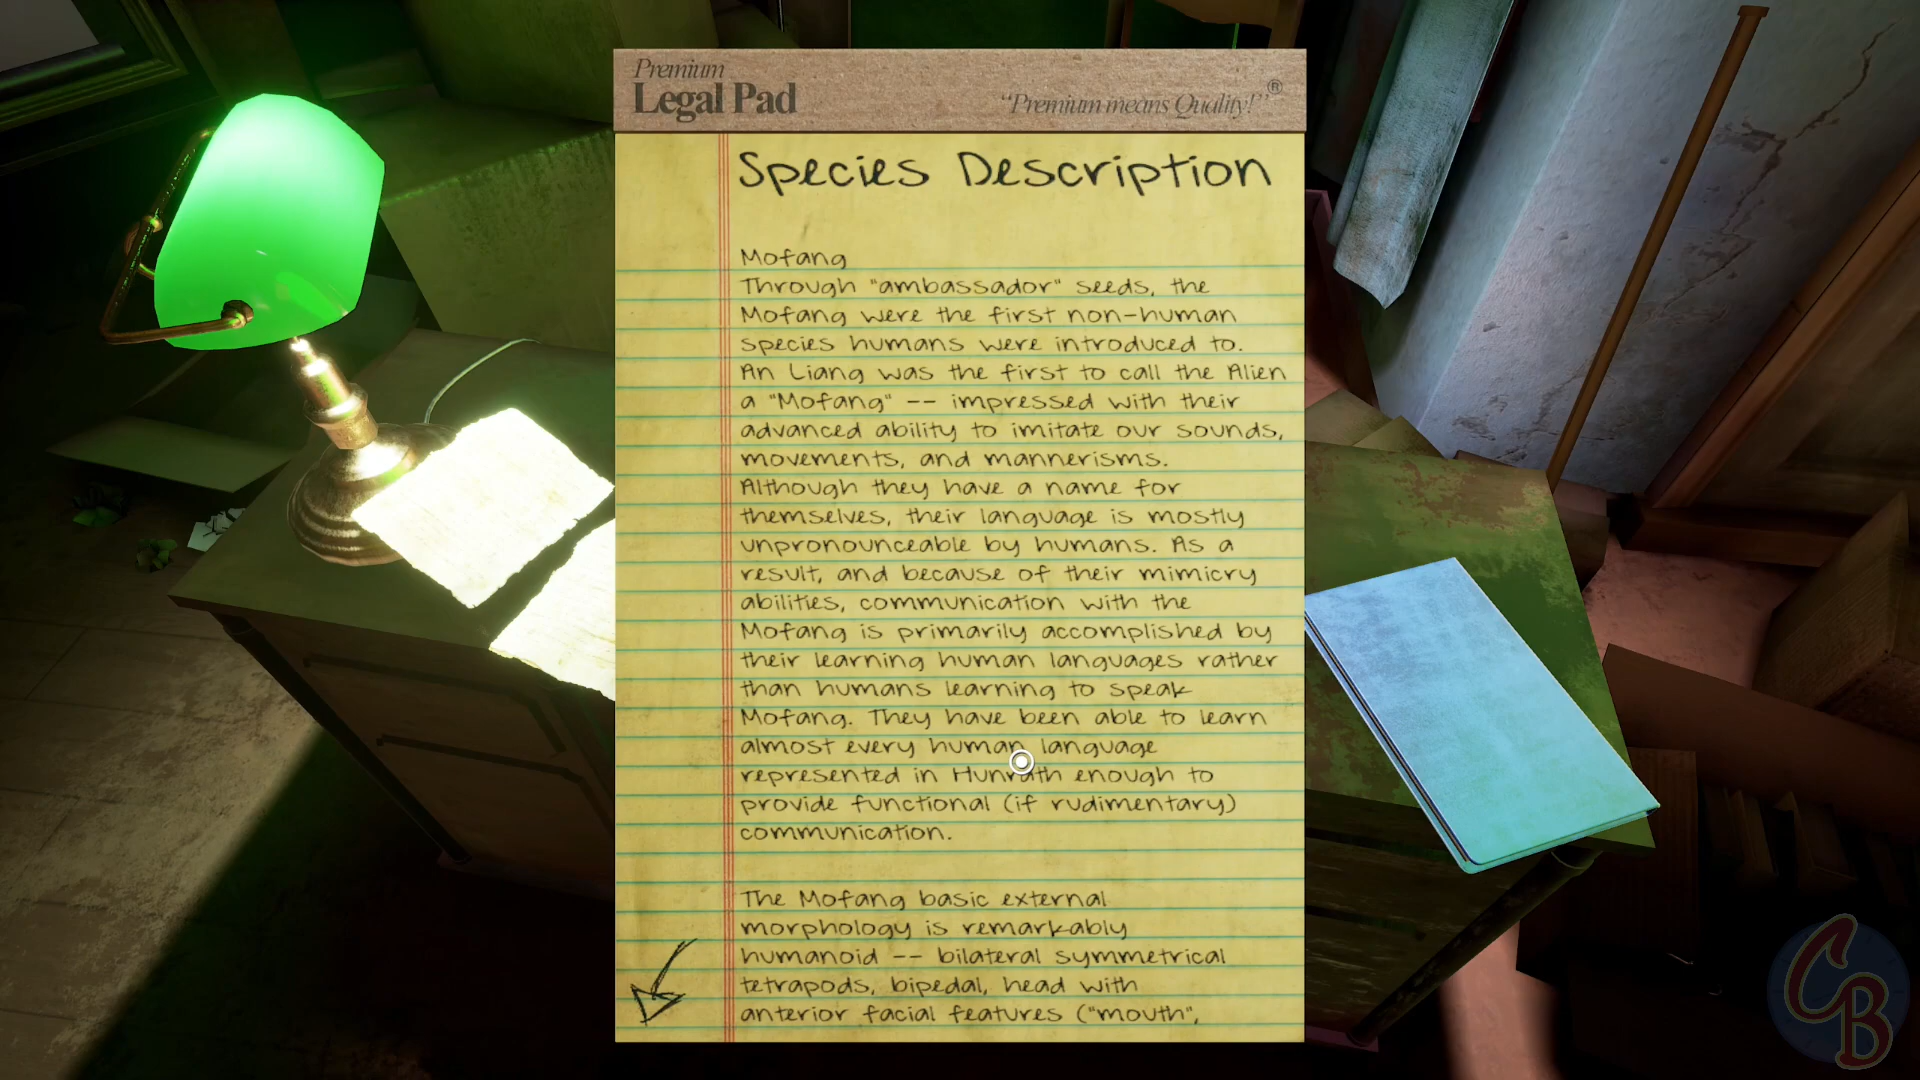 Premium
Legal Pad
"Premium means Quality!" ®
Species Description
Mofang
Through "ambassador" seeds, the
Mofang were the first non-human
species humans were introduced to.
An Liang was the first to call the Alien
a "Mofang" -- impressed with their
advanced ability to imitate our sounds,
movements, and mannerisms.
Although they have a name for
themselves, their language is mostly
unpronounceable by humans. As a
result, and because of their mimicry
abilities, communication with the
Mofang is primarily accomplished by
their learning human languages rather
than humans learning to speak
Mofang. They have been able to learn
almost every human language
represented in Hunrath enough to
provide functional (if rudimentary)
communication.
The Mofang basic external
morphology is remarkably
humanoid -- bilateral symmetrical
tetrapods, bipedal, head with
anterior facial features ("mouth",
CB